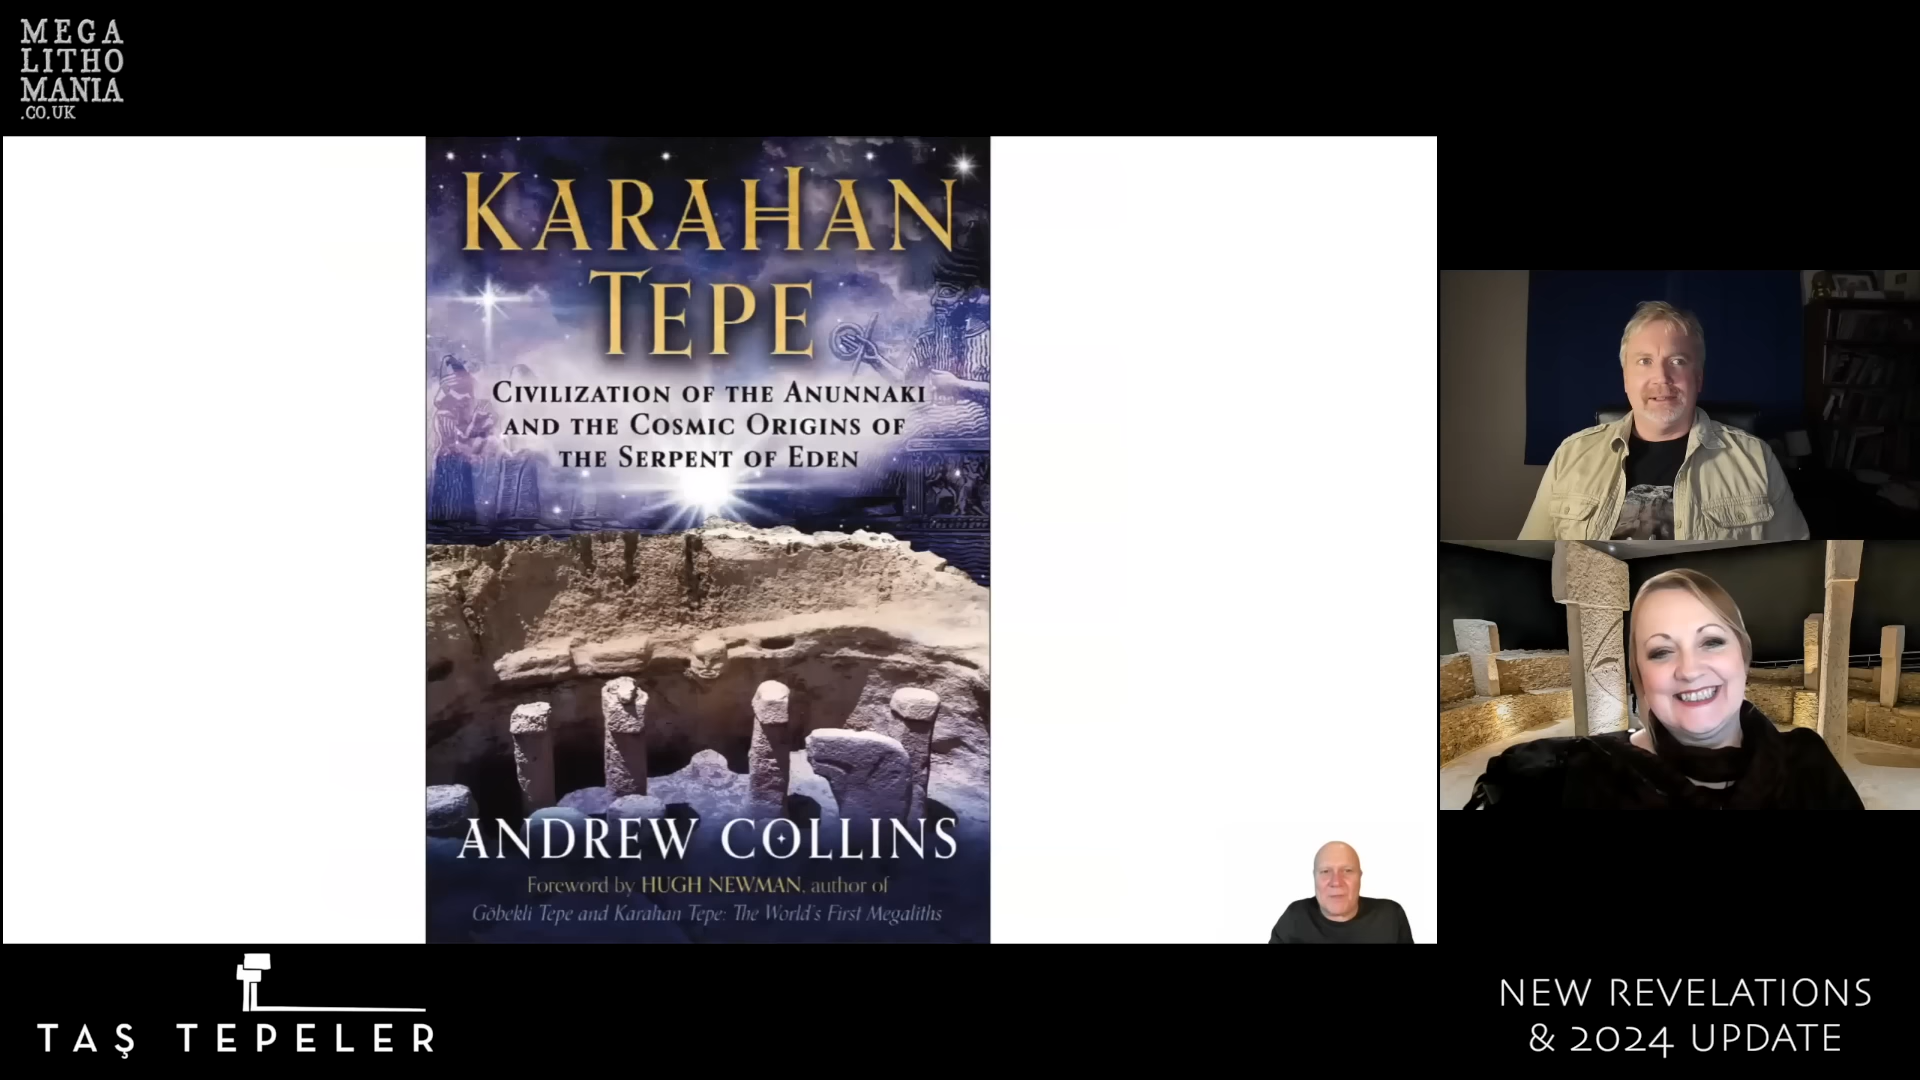 MEGA
LITHO
MANIA
.CO.UK
KARAHAN
TEPE
CIVILIZATION OF THE ANUNNAKI
AND THE COSMIC ORIGINS OF
THE SERPENT OF EDEN
ANDREW COLLINS
Foreword by HUGH NEWMAN, author of
Göbekli Tepe and Karahan Tepe: The World's First Megaliths
TAŞ TEPELER
NEW REVELATIONS
& 2024 UPDATE